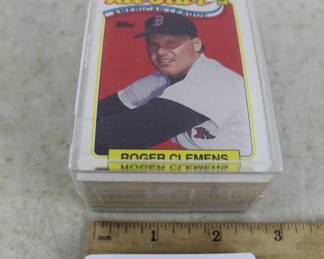 AMERICAN LEAGUE
Topps
B
ROGER CLEMENS
ROGER CLEMENS
inch 1 2 3